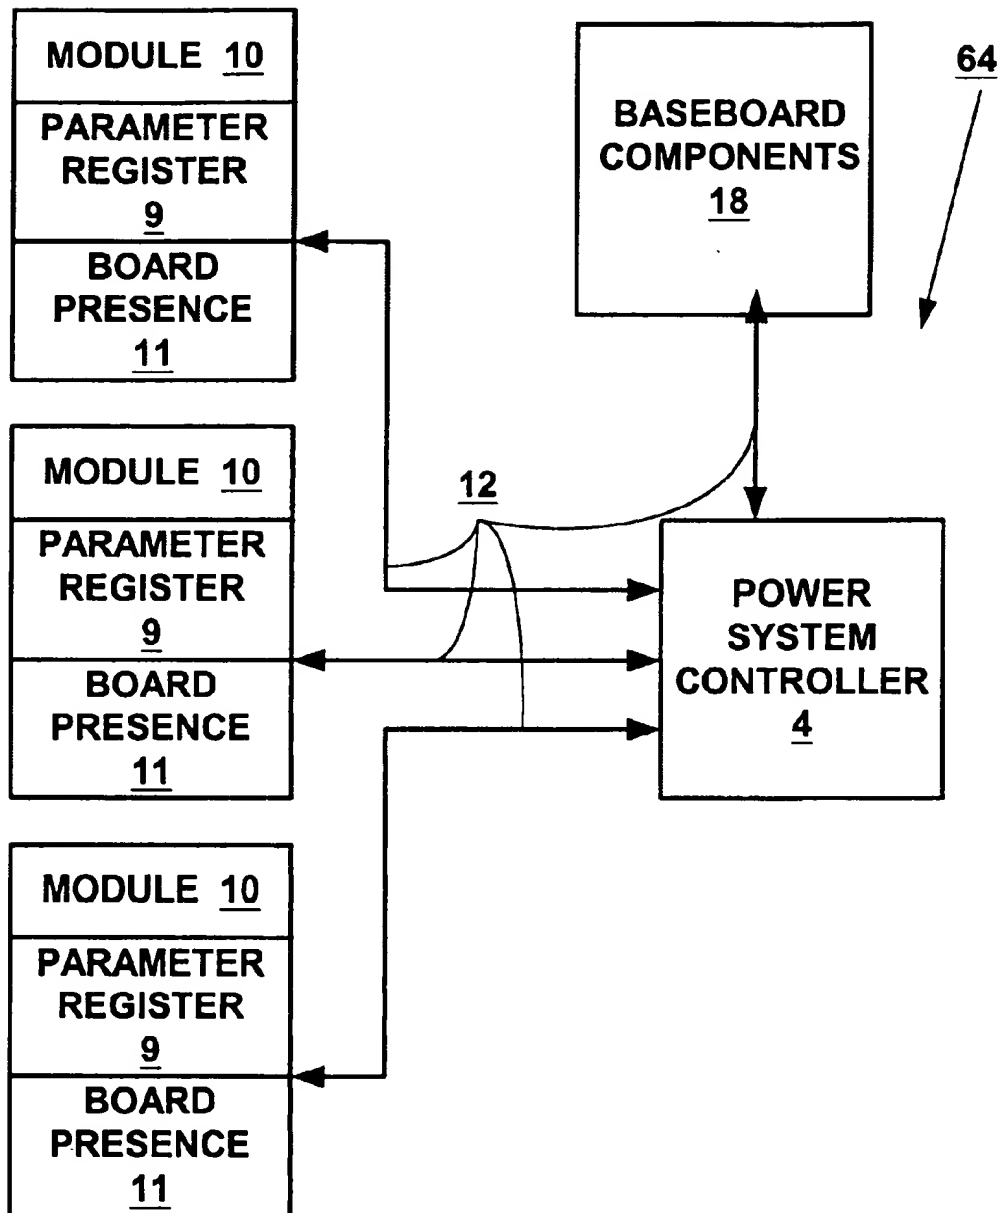 MODULE 10
PARAMETER
REGISTER
9
BOARD
PRESENCE
11
BASEBOARD
COMPONENTS
18
64
MODULE 10
PARAMETER
REGISTER
9
BOARD
PRESENCE
11
12
POWER
SYSTEM
CONTROLLER
4
MODULE 10
PARAMETER
REGISTER
9
BOARD
PRESENCE
11